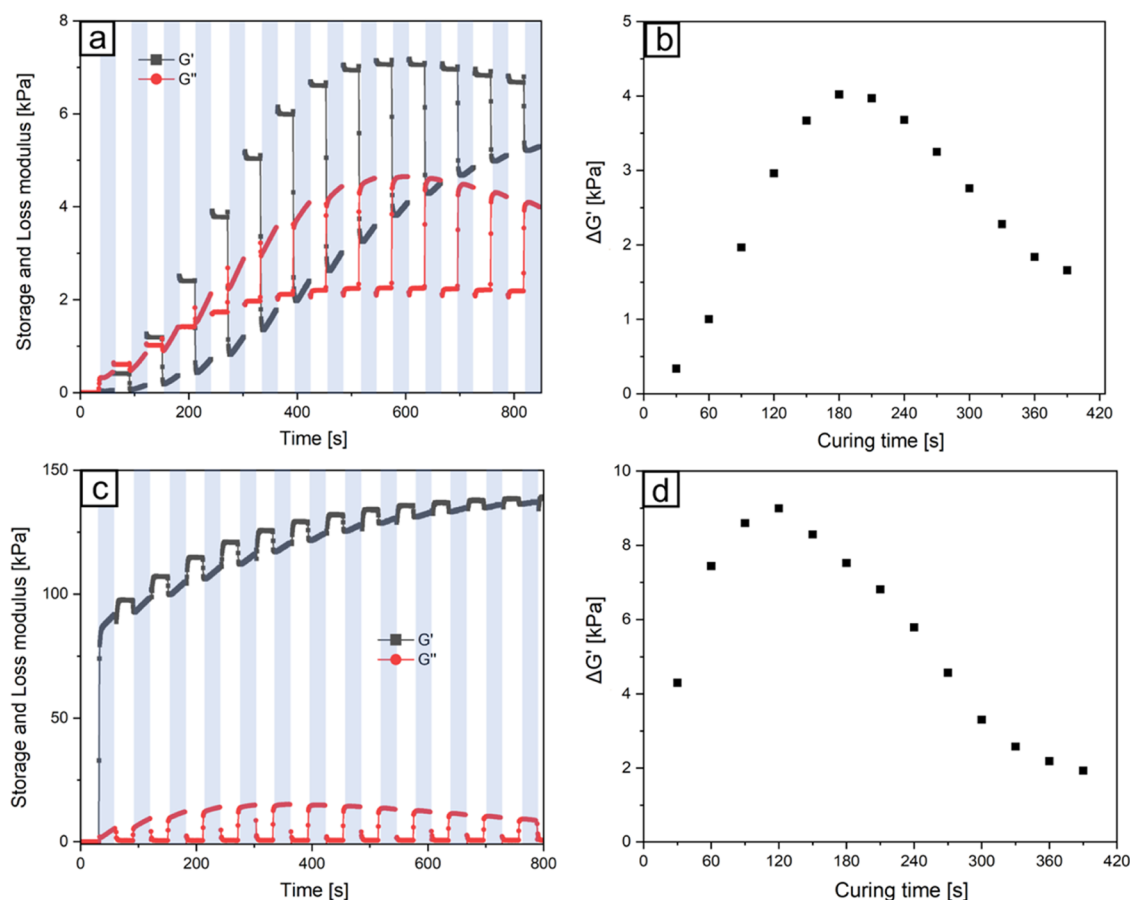 a
G'
G"
Storage and Loss modulus [kPa]
8
6
4
2
0
0 200 400 600 800
Time [s]
b
ΔG' [kPa]
5
4
3
2
1
0
0 60 120 180 240 300 360 420
Curing time [s]
c
G'
G"
Storage and Loss modulus [kPa]
150
100
50
0
0 200 400 600 800
Time [s]
d
ΔG' [kPa]
10
8
6
4
2
0
0 60 120 180 240 300 360 420
Curing time [s]